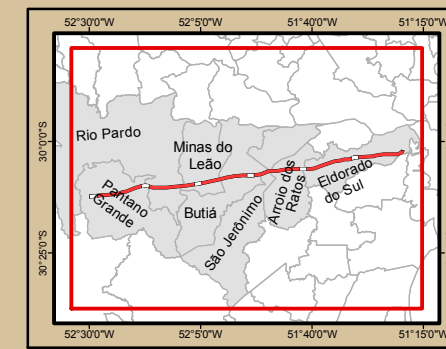 52°30'0"W 52°5'0"W 51°40'0"W 51°15'0"W
30°0'0"S
30°25'0"S
Rio Pardo
Minas do
Leão
Pantano
Grande
Butiá
São Jerônimo
Arroio dos
Ratos
Eldorado
do Sul
52°30'0"W 52°5'0"W 51°40'0"W 51°15'0"W